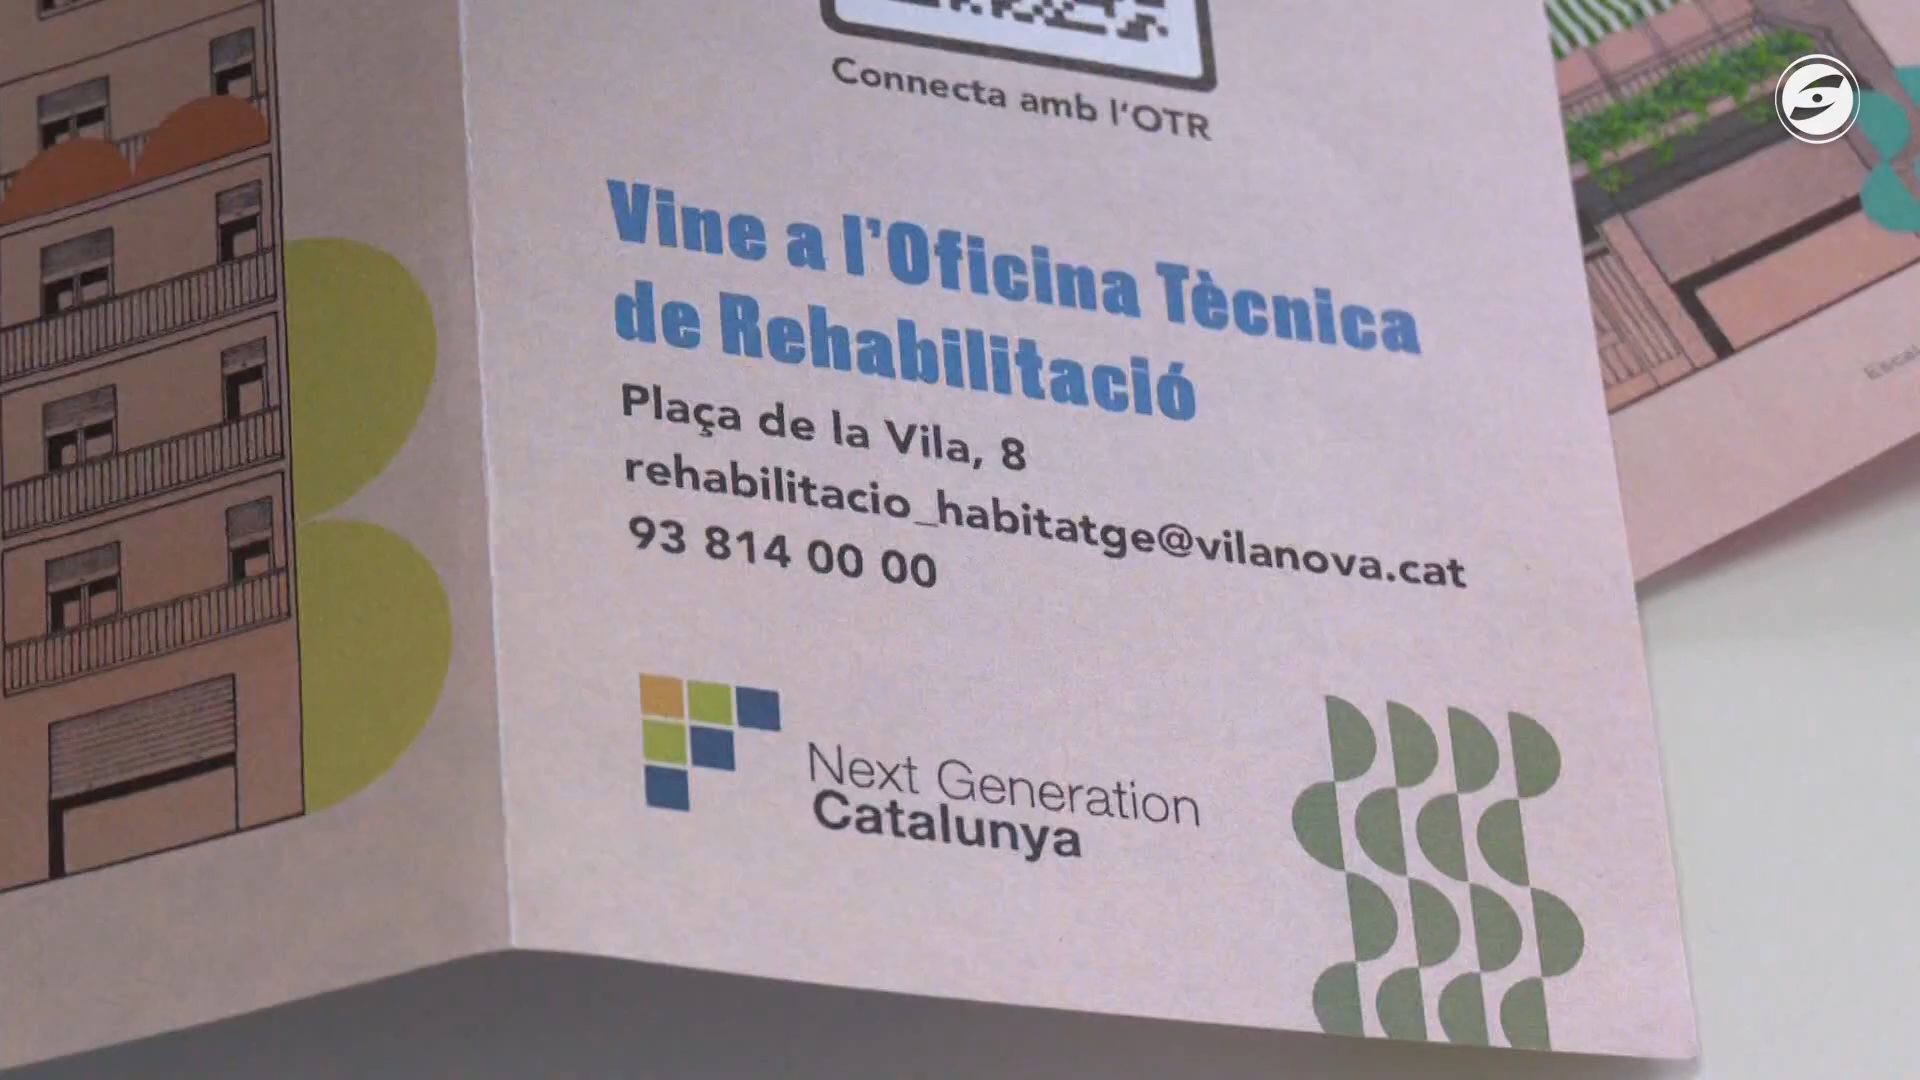 Connecta amb l'OTR
Vine a l'Oficina Tècnica
de Rehabilitació
Plaça de la Vila, 8
rehabilitacio_habitatge@vilanova.cat
93 814 00 00
Next Generation
Catalunya